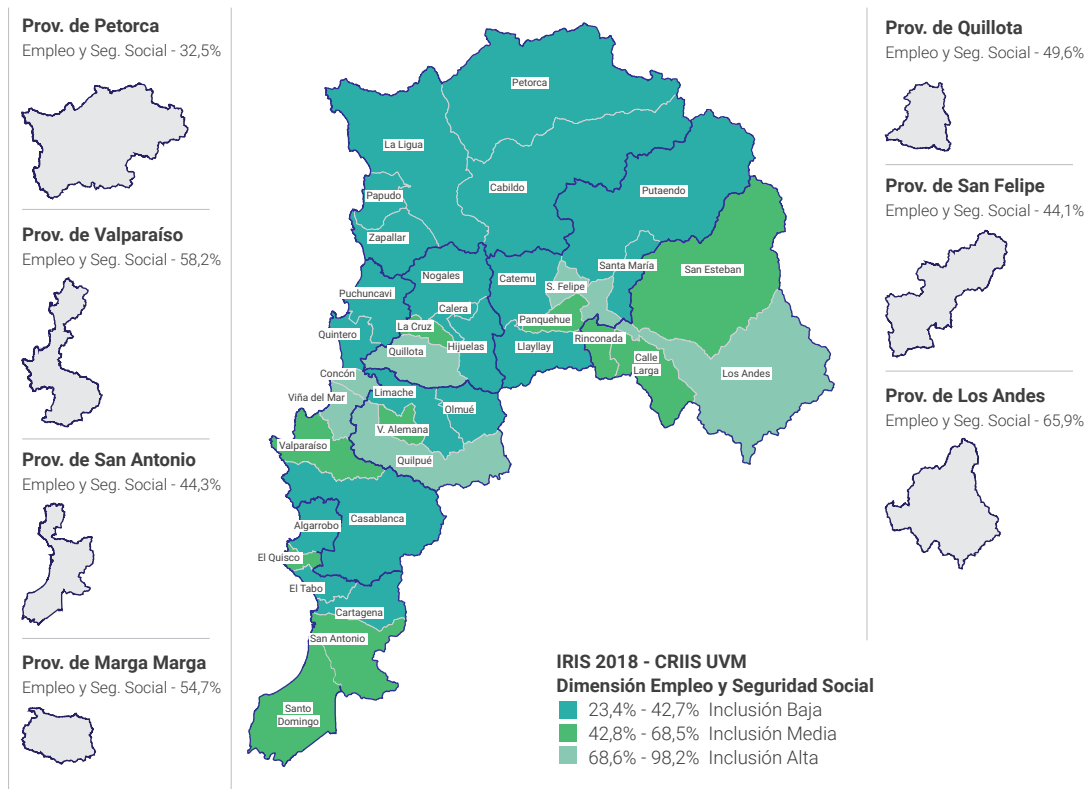 Prov. de Petorca
Empleo y Seg. Social - 32,5%
Prov. de Valparaíso
Empleo y Seg. Social - 58,2%
Prov. de San Antonio
Empleo y Seg. Social - 44,3%
Prov. de Marga Marga
Empleo y Seg. Social - 54,7%
Petorca
La Ligua
Cabildo
Putaendo
Papudo
Zapallar
Santa María
San Esteban
Nogales
Catemu
S. Felipe
Puchuncavi
Calera
Panquehue
La Cruz
Quintero
Rinconada
Quillota
Hijuelas
Llayllay
Calle
Larga
Los Andes
Concón
Viña del Mar
Limache
Olmué
V. Alemana
Valparaíso
Quilpué
Casablanca
Algarrobo
El Quisco
El Tabo
Cartagena
San Antonio
Santo
Domingo
IRIS 2018 - CRIIS UVM
Dimensión Empleo y Seguridad Social
23,4% - 42,7% Inclusión Baja
42,8% - 68,5% Inclusión Media
68,6% - 98,2% Inclusión Alta
Prov. de Quillota
Empleo y Seg. Social - 49,6%
Prov. de San Felipe
Empleo y Seg. Social - 44,1%
Prov. de Los Andes
Empleo y Seg. Social - 65,9%